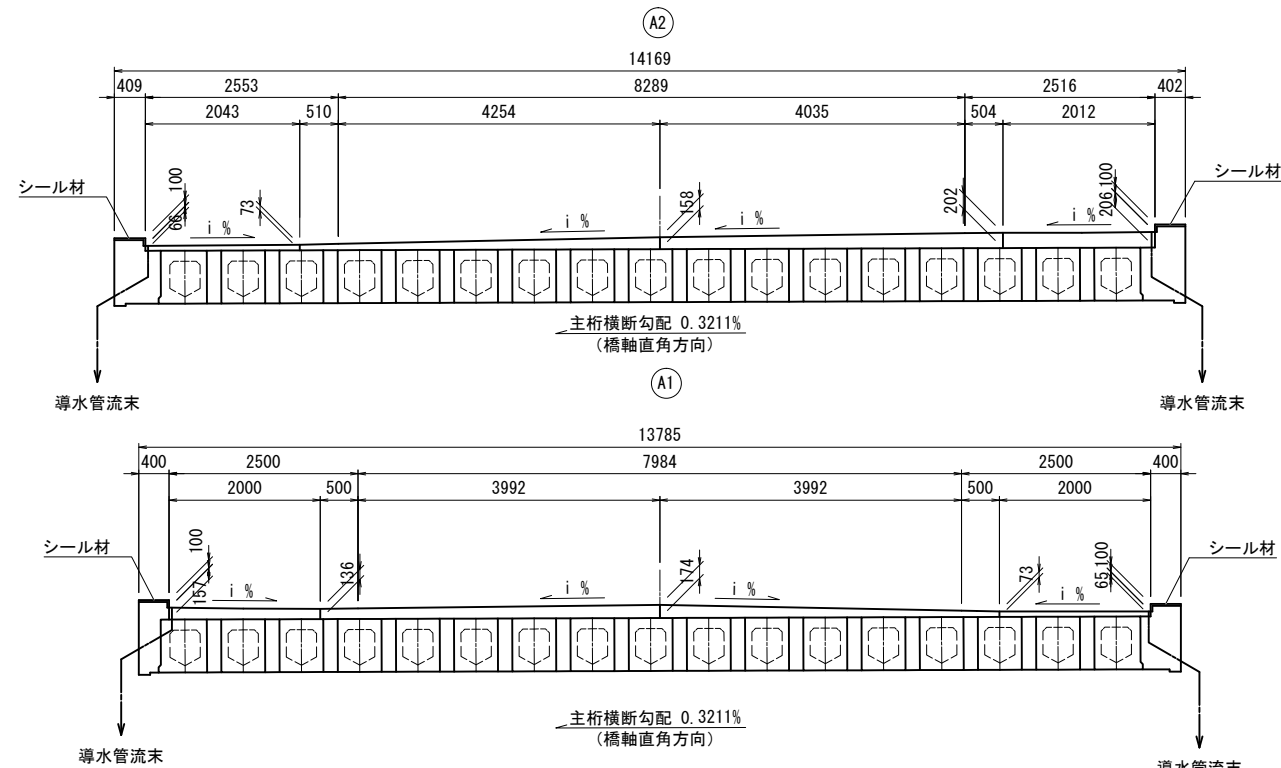 A2
14169
409 2553 8289 2516 402
2043 510 4254 4035 504 2012
シール材 シール材
66 100 73 158 202 206 100
i % i % i % i %
主桁横断勾配 0.3211%
(橋軸直角方向)
導水管流末 導水管流末
A1
13785
400 2500 7984 2500 400
2000 500 3992 3992 500 2000
シール材 シール材
157 100 136 174 73 65 100
i % i % i % i %
主桁横断勾配 0.3211%
(橋軸直角方向)
導水管流末 導水管流末